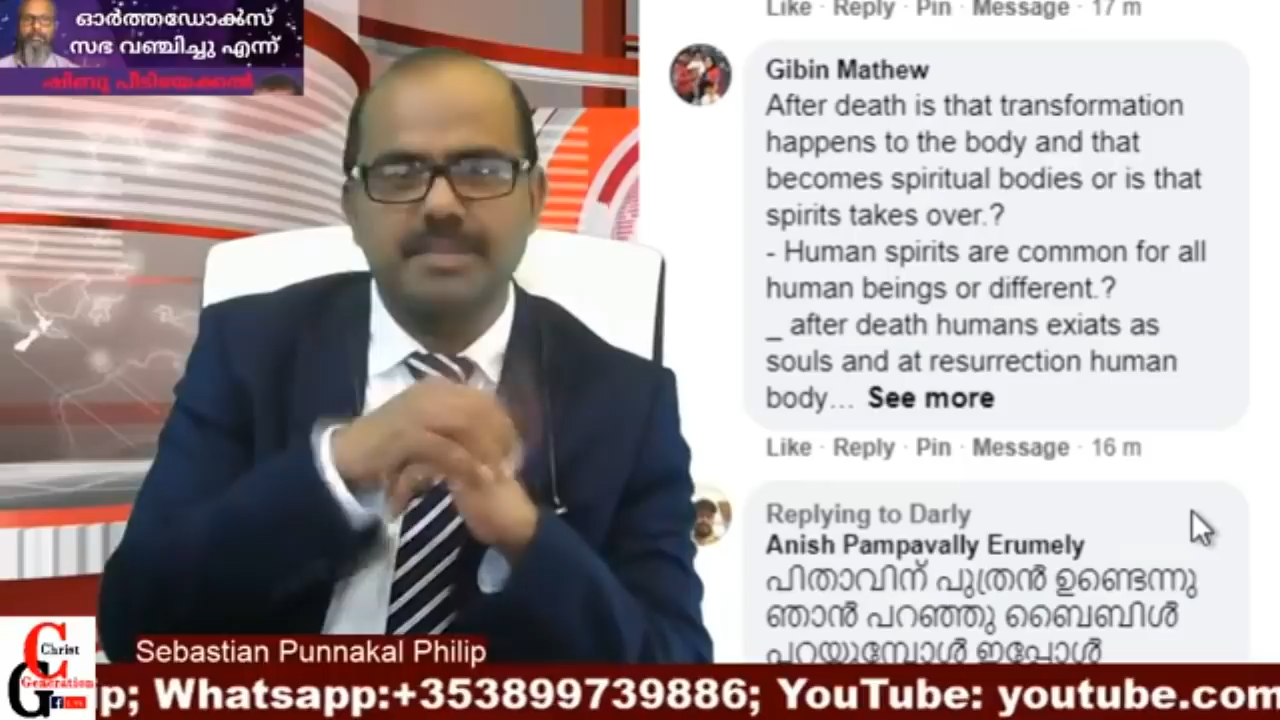 ഓർത്തഡോക്സ്
സഭ വഞ്ചിച്ചു എന്ന്
ഷിബു പീടിയേക്കൽ
Like · Reply · Pin · Message · 17 m
Gibin Mathew
After death is that transformation
happens to the body and that
becomes spiritual bodies or is that
spirits takes over.?
- Human spirits are common for all
human beings or different.?
_ after death humans exiats as
souls and at resurrection human
body... See more
Like · Reply · Pin · Message · 16 m
Replying to Darly
Anish Pampavally Erumely
പിതാവിന് പുത്രൻ ഉണ്ടെന്നു
ഞാൻ പറഞ്ഞു ബൈബിൾ
പറയുമ്പോൾ ഇപ്പോൾ
Sebastian Punnakal Philip
Christ
Generation
ip; Whatsapp:+353899739886; YouTube: youtube.com